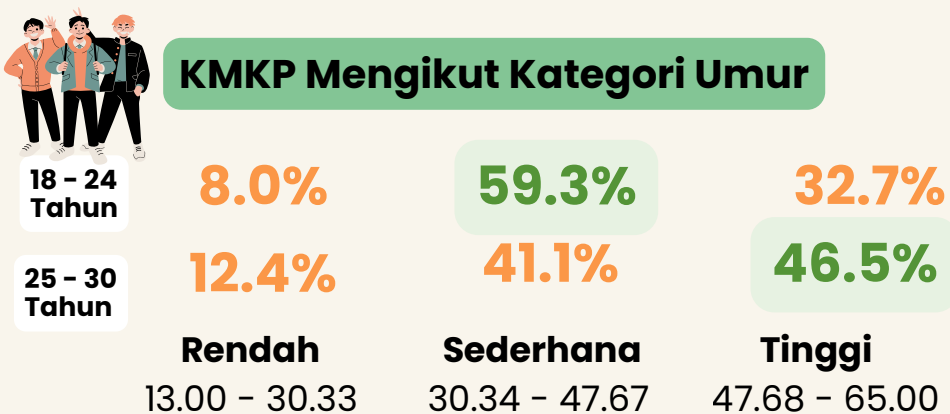 KMKP Mengikut Kategori Umur
18 - 24
Tahun
8.0%
59.3%
32.7%
25 - 30
Tahun
12.4%
41.1%
46.5%
Rendah
Sederhana
Tinggi
13.00 - 30.33
30.34 - 47.67
47.68 - 65.00